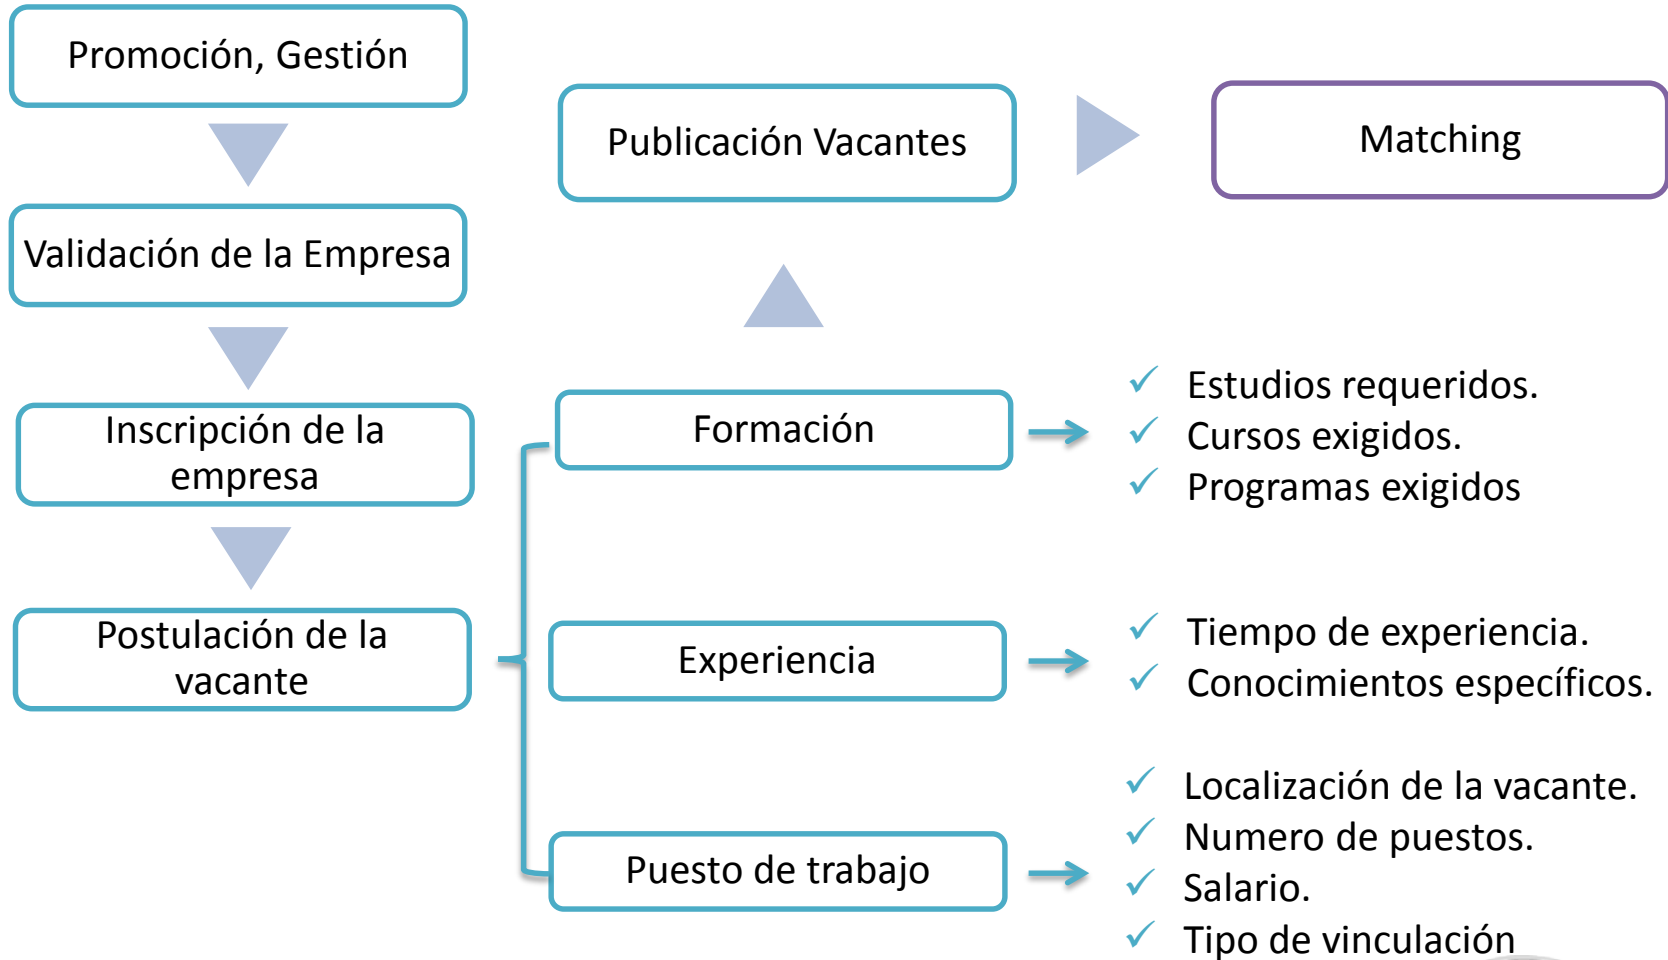 Promoción, Gestión
Validación de la Empresa
Inscripción de la
empresa
Postulación de la
vacante
Publicación Vacantes
Matching
Formación
Estudios requeridos.
Cursos exigidos.
Programas exigidos
Experiencia
Tiempo de experiencia.
Conocimientos específicos.
Puesto de trabajo
Localización de la vacante.
Numero de puestos.
Salario.
Tipo de vinculación